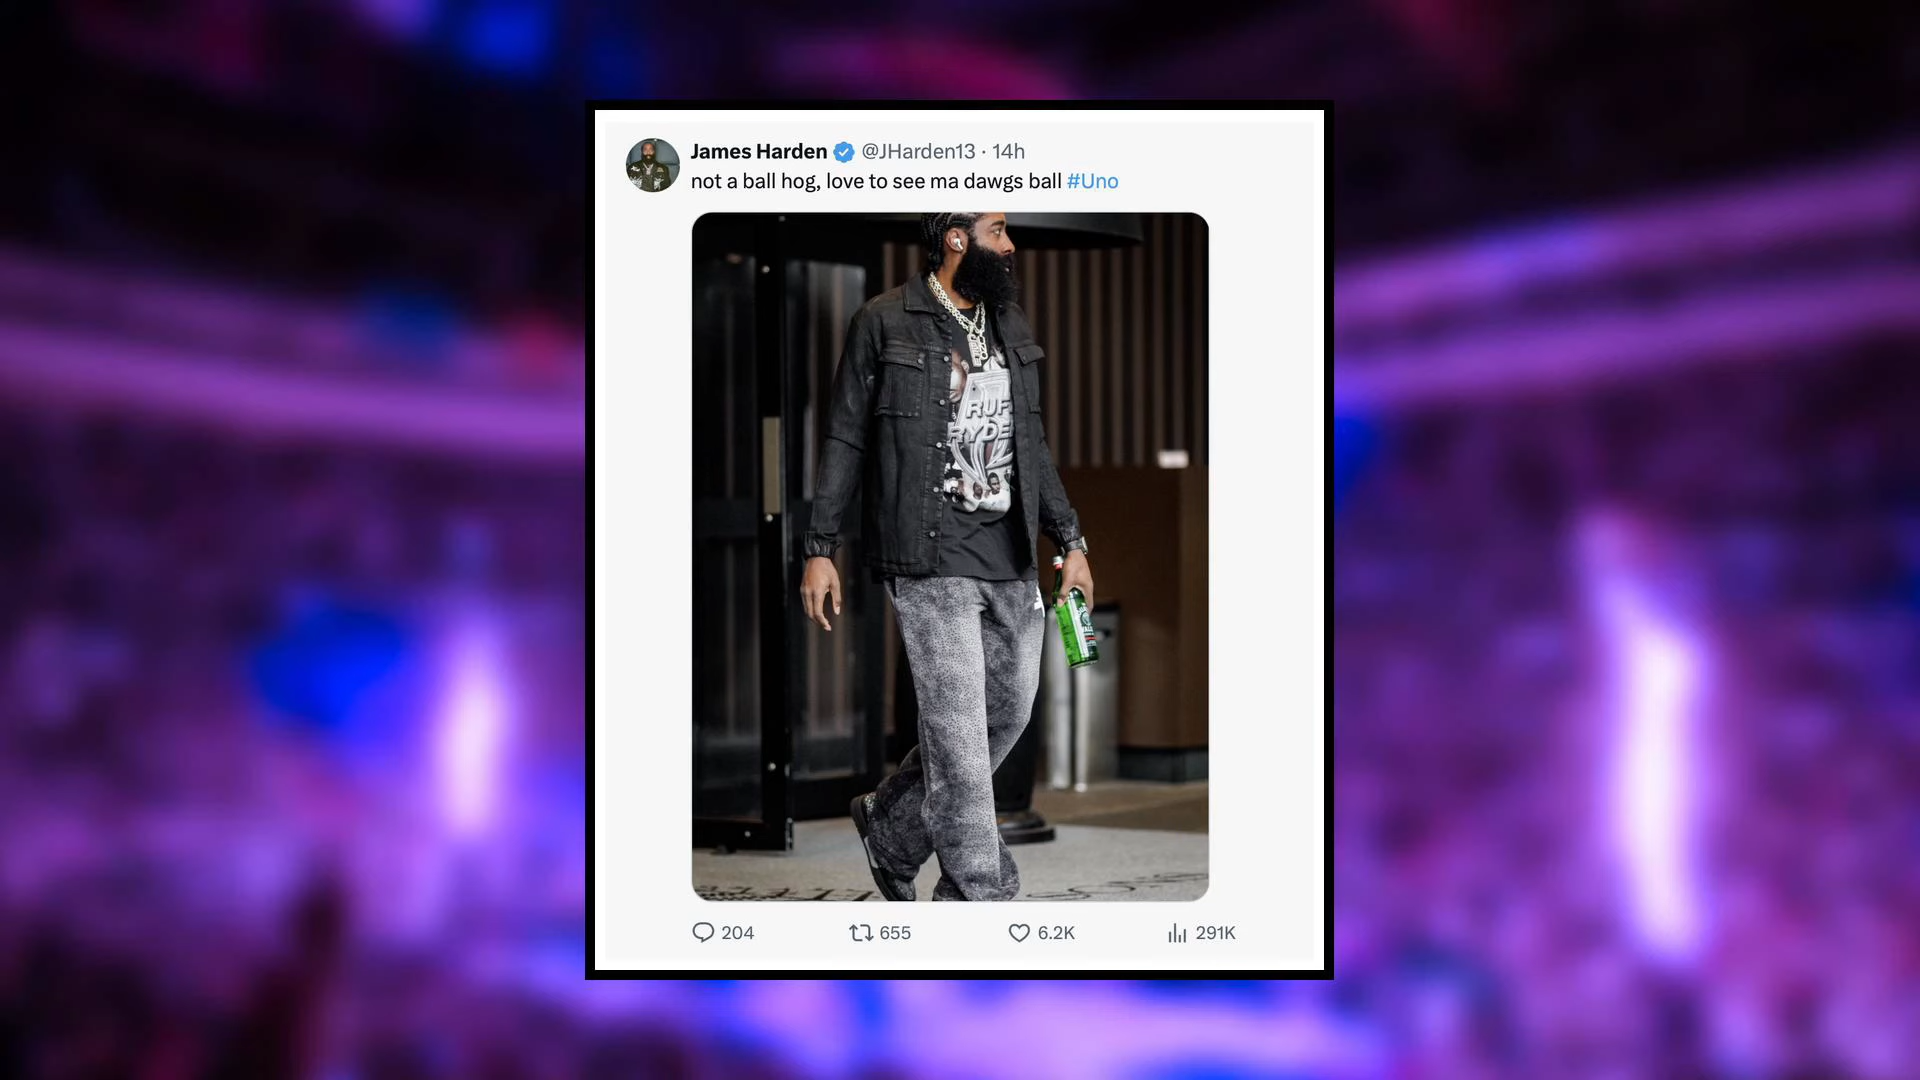 James Harden @JHarden13 · 14h
not a ball hog, love to see ma dawgs ball #Uno
RUF
RYDE
204 655 6.2K 291K